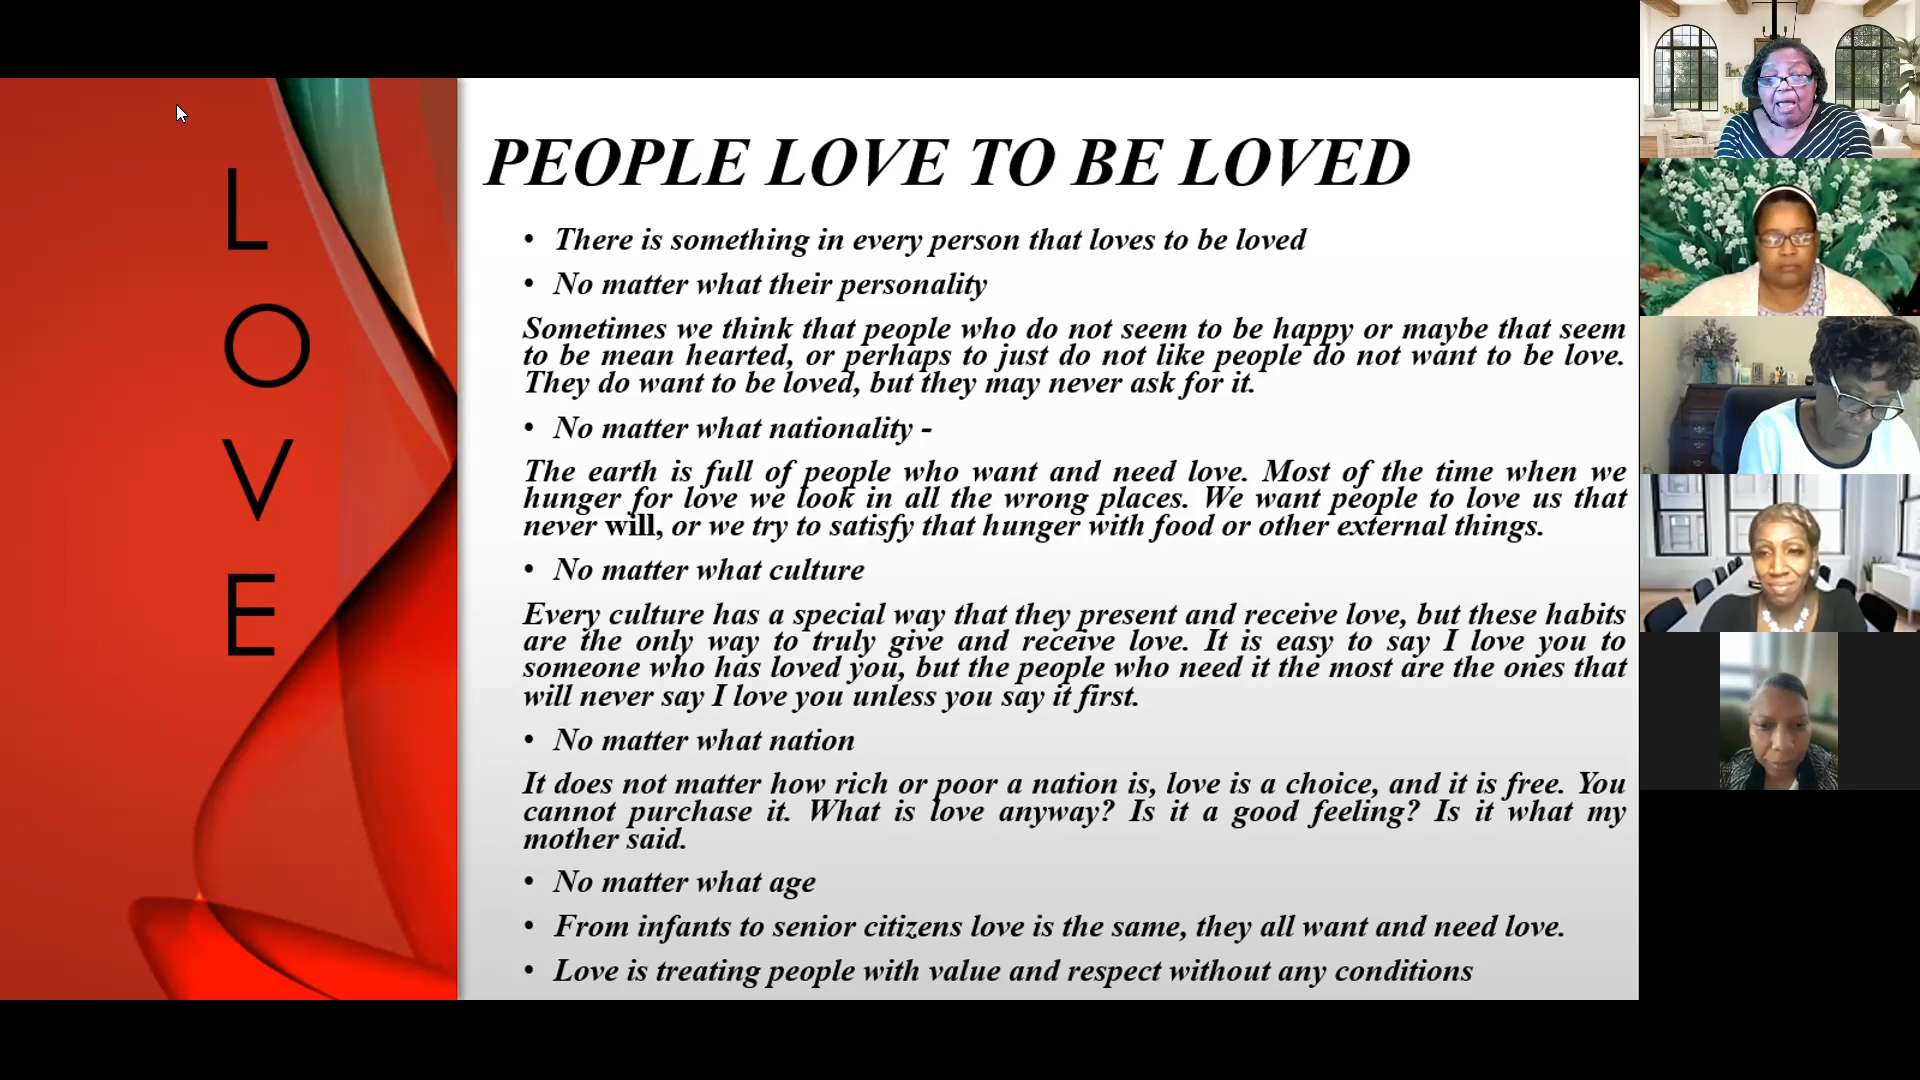 L
O
V
E
PEOPLE LOVE TO BE LOVED
• There is something in every person that loves to be loved
• No matter what their personality
Sometimes we think that people who do not seem to be happy or maybe that seem
to be mean hearted, or perhaps to just do not like people do not want to be love.
They do want to be loved, but they may never ask for it.
• No matter what nationality -
The earth is full of people who want and need love. Most of the time when we
hunger for love we look in all the wrong places. We want people to love us that
never will, or we try to satisfy that hunger with food or other external things.
• No matter what culture
Every culture has a special way that they present and receive love, but these habits
are the only way to truly give and receive love. It is easy to say I love you to
someone who has loved you, but the people who need it the most are the ones that
will never say I love you unless you say it first.
• No matter what nation
It does not matter how rich or poor a nation is, love is a choice, and it is free. You
cannot purchase it. What is love anyway? Is it a good feeling? Is it what my
mother said.
• No matter what age
• From infants to senior citizens love is the same, they all want and need love.
• Love is treating people with value and respect without any conditions